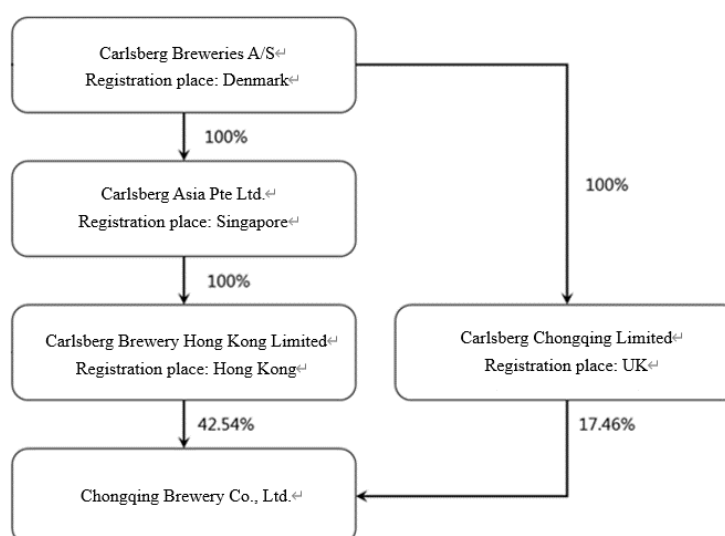 Carlsberg Breweries A/S↵
Registration place: Denmark↵
100%
Carlsberg Asia Pte Ltd.↵
Registration place: Singapore↵
100%
100%
Carlsberg Brewery Hong Kong Limited↵
Registration place: Hong Kong↵
Carlsberg Chongqing Limited↵
Registration place: UK↵
42.54%
17.46%
Chongqing Brewery Co., Ltd.↵